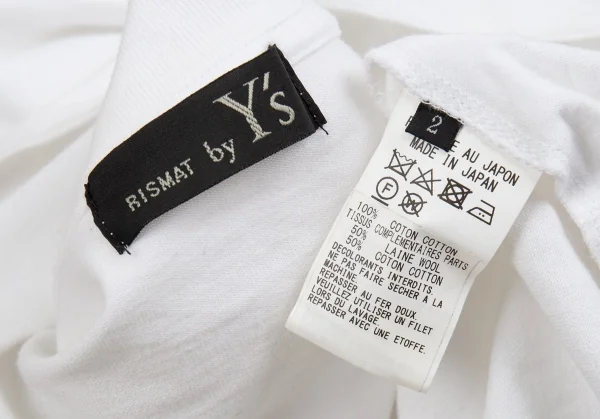 RISMAT by Y's
2
E AU JAPON
MADE IN JAPAN
F
100% COTON COTTON
TISSUS COMPLEMENTAIRES PARTS
50% LAINE WOOL
50% COTON COTTON
DECOLORANTS INTERDITS.
NE PAS FAIRE SECHER A LA
MACHINE.
REPASSER AU FER DOUX.
VEUILLEZ UTILISER UN FILET
LORS DU LAVAGE.
REPASSER AVEC UNE ETOFFE.